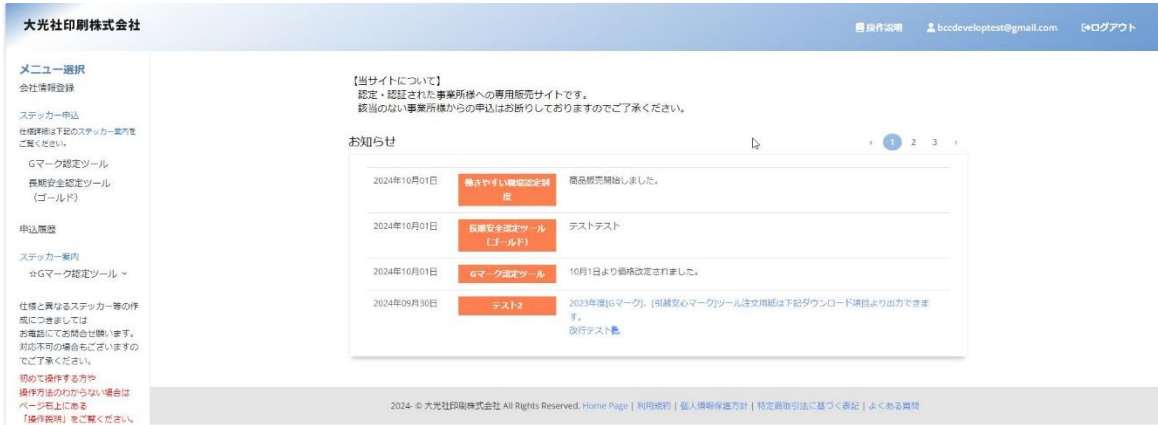 大光社印刷株式会社
操作説明
bccdeveloptest@gmail.com
ログアウト
メニュー選択
会社情報登録
ステッカー申込
仕様詳細は下記のステッカー案内を
ご覧ください。
Gマーク認定ツール
長期安全認定ツール
（ゴールド）
申込履歴
ステッカー案内
☆Gマーク認定ツール
仕様と異なるステッカー等の作
成につきましては
お電話にてお問合せ願います。
対応不可の場合もございますの
でご了承ください。
初めて操作する方や
操作方法のわからない場合は
ページ右上にある
「操作説明」をご覧ください。
【当サイトについて】
認定・認証された事業所様への専用販売サイトです。
該当のない事業所様からの申込はお断りしておりますのでご了承ください。
お知らせ
‹ 1 2 3 ›
2024年10月01日 働きやすい職場認定制 商品販売開始しました。
度
2024年10月01日 長期安全認定ツール テストテスト
（ゴールド）
2024年10月01日 Gマーク認定ツール 10月1日より価格改定されました。
2024年09月30日 テスト2 2023年度[Gマーク]、[引越安心マーク]ツール注文用紙は下記ダウンロード項目より出力できま
す。
改行テスト
2024- © 大光社印刷株式会社 All Rights Reserved. Home Page | 利用規約 | 個人情報保護方針 | 特定商取引法に基づく表記 | よくある質問